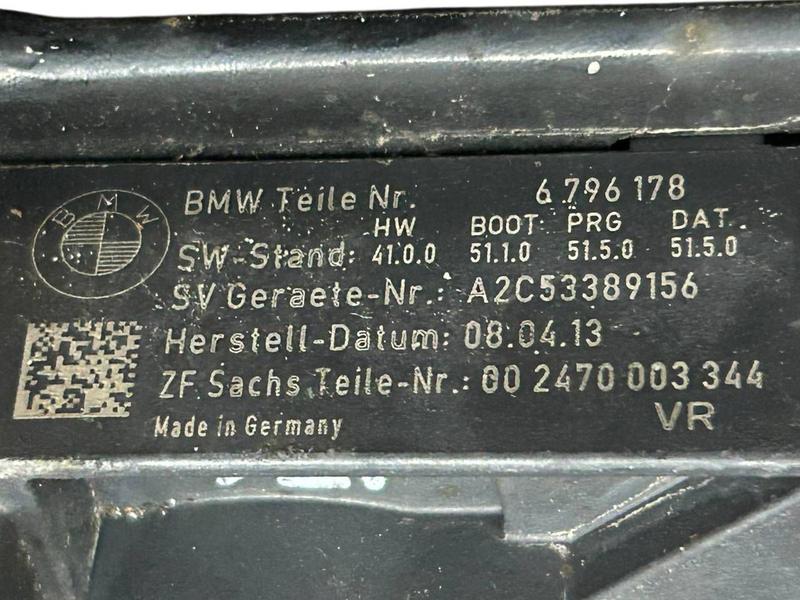 BMW
BMW Teile Nr. 6 796 178
HW BOOT PRG DAT.
SW-Stand: 41.0.0 51.1.0 51.5.0 51.5.0
SV Geraete-Nr.: A2C53389156
Herstell-Datum: 08.04.13
ZF Sachs Teile-Nr.: 00 2470 003 344
Made in Germany VR